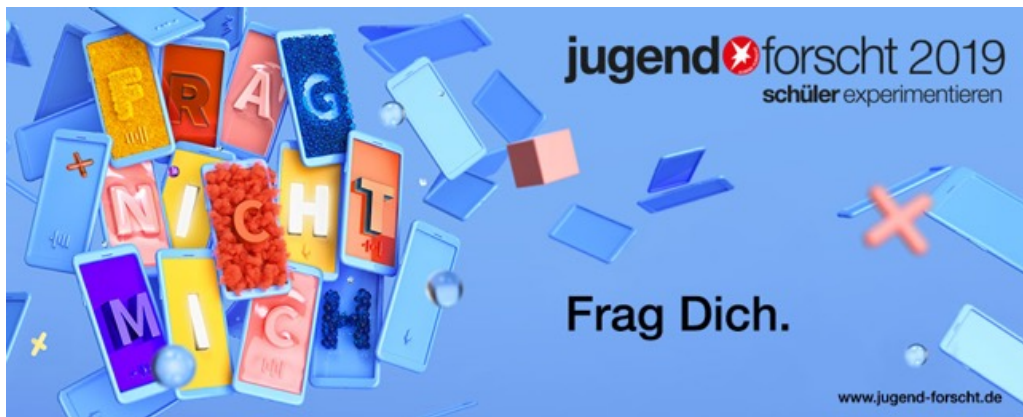 FRAG
NICHT
MICH
jugend forscht 2019
schüler experimentieren
Frag Dich.
www.jugend-forscht.de